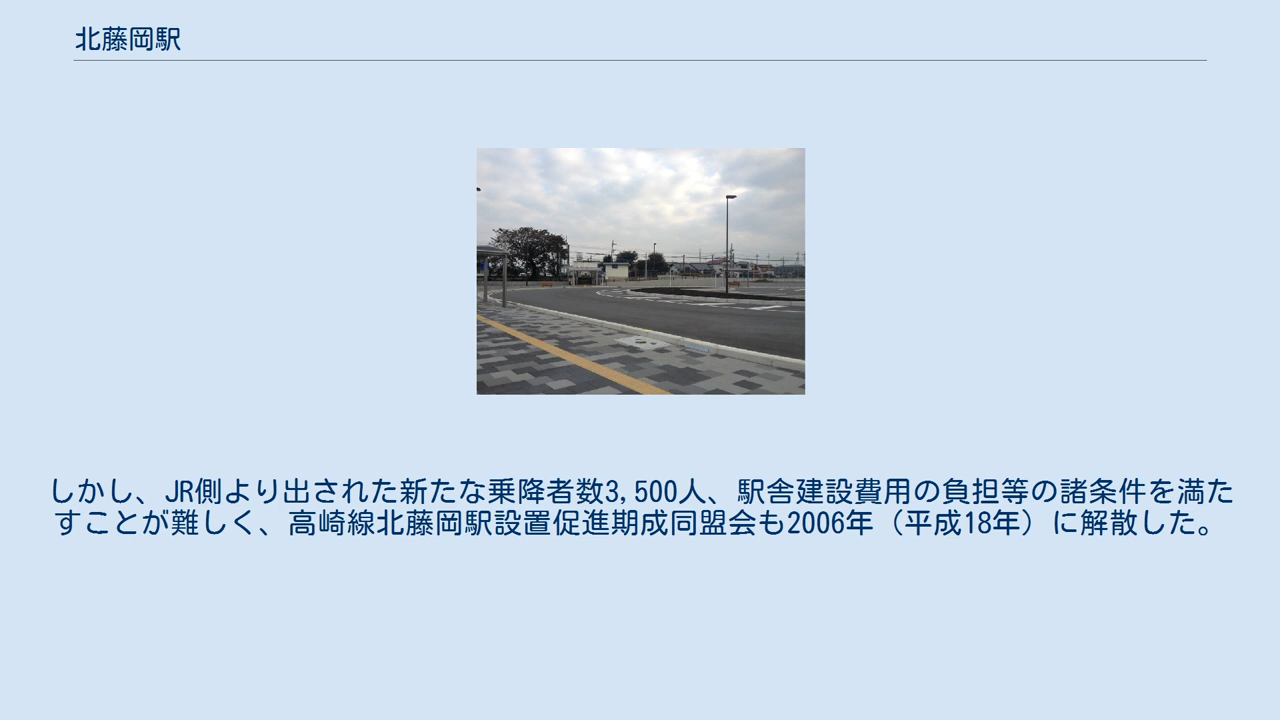 北藤岡駅
しかし、JR側より出された新たな乗降者数3,500人、駅舎建設費用の負担等の諸条件を満た
すことが難しく、高崎線北藤岡駅設置促進期成同盟会も2006年（平成18年）に解散した。